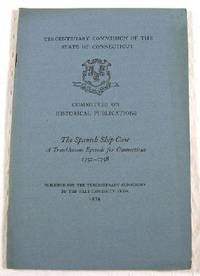 TERCENTENARY COMMISSION OF THE
STATE OF CONNECTICUT
COMMITTEE ON
HISTORICAL PUBLICATIONS
The Spanish Ship Case
A Troublesome Episode for Connecticut
1752–1758
PUBLISHED FOR THE TERCENTENARY COMMISSION
BY THE YALE UNIVERSITY PRESS
1934